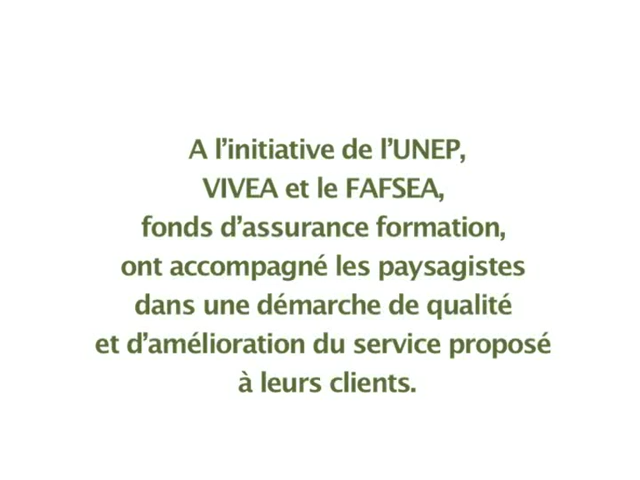 A l’initiative de l’UNEP,
VIVEA et le FAFSEA,
fonds d’assurance formation,
ont accompagné les paysagistes
dans une démarche de qualité
et d’amélioration du service proposé
à leurs clients.